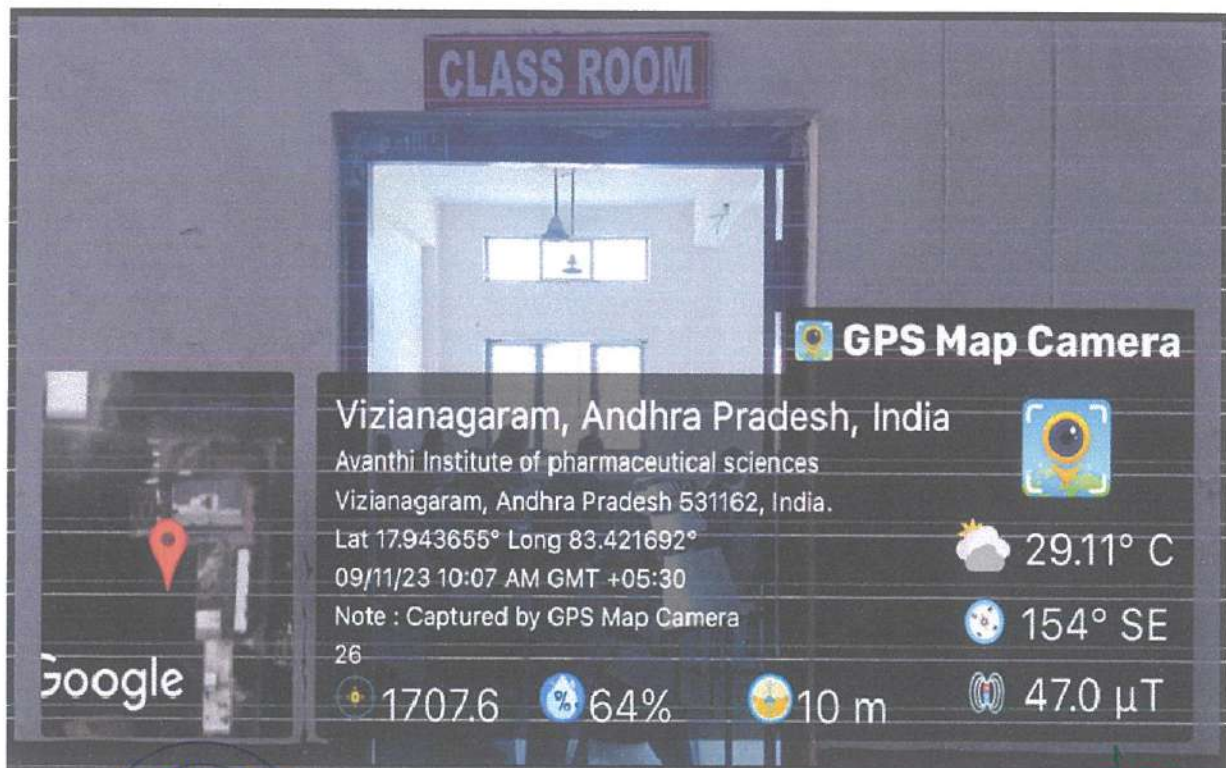 CLASS ROOM
GPS Map Camera
Vizianagaram, Andhra Pradesh, India
Avanthi Institute of pharmaceutical sciences
Vizianagaram, Andhra Pradesh 531162, India.
Lat 17.943655° Long 83.421692°
09/11/23 10:07 AM GMT +05:30
Note : Captured by GPS Map Camera
26
29.11° C
154° SE
47.0 µT
1707.6 64% 10 m
Google